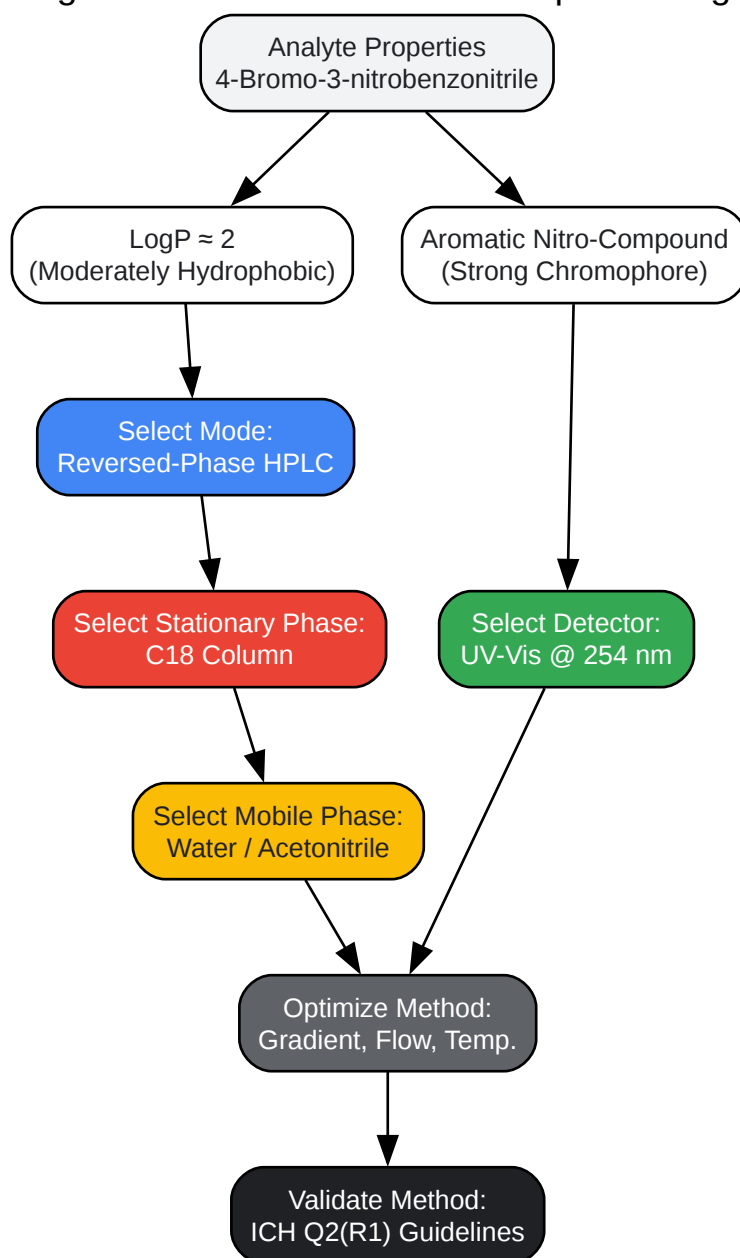 Analyte Properties
4-Bromo-3-nitrobenzonitrile
LogP ≈ 2
(Moderately Hydrophobic)
Aromatic Nitro-Compound
(Strong Chromophore)
Select Mode:
Reversed-Phase HPLC
Select Stationary Phase:
C18 Column
Select Detector:
UV-Vis @ 254 nm
Select Mobile Phase:
Water / Acetonitrile
Optimize Method:
Gradient, Flow, Temp.
Validate Method:
ICH Q2(R1) Guidelines